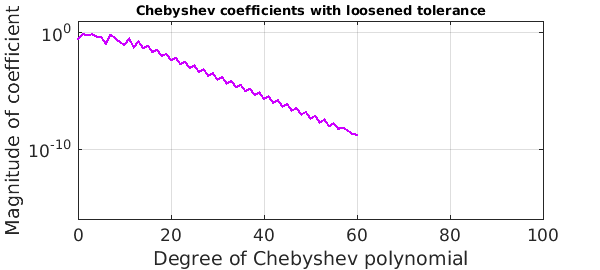 Chebyshev coefficients with loosened tolerance
Magnitude of coefficient
10^0
10^-10
0 20 40 60 80 100
Degree of Chebyshev polynomial